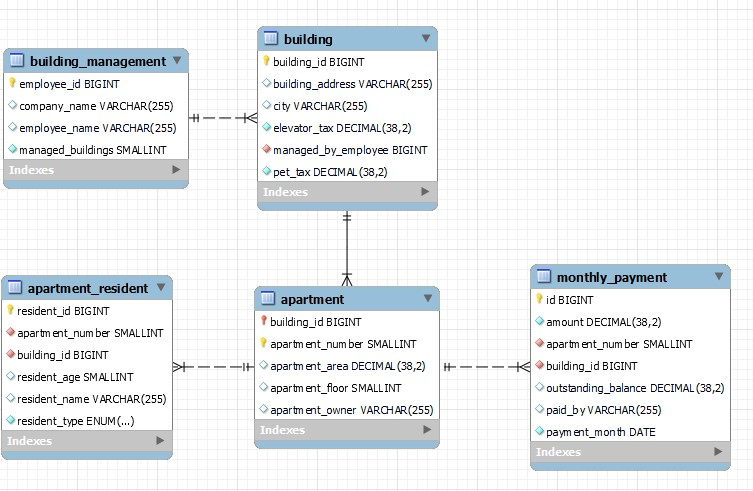 building_management
employee_id BIGINT
company_name VARCHAR(255)
employee_name VARCHAR(255)
managed_buildings SMALLINT
Indexes
building
building_id BIGINT
building_address VARCHAR(255)
city VARCHAR(255)
elevator_tax DECIMAL(38,2)
managed_by_employee BIGINT
pet_tax DECIMAL(38,2)
Indexes
apartment_resident
resident_id BIGINT
apartment_number SMALLINT
building_id BIGINT
resident_age SMALLINT
resident_name VARCHAR(255)
resident_type ENUM(...)
Indexes
apartment
building_id BIGINT
apartment_number SMALLINT
apartment_area DECIMAL(38,2)
apartment_floor SMALLINT
apartment_owner VARCHAR(255)
Indexes
monthly_payment
id BIGINT
amount DECIMAL(38,2)
apartment_number SMALLINT
building_id BIGINT
outstanding_balance DECIMAL(38,2)
paid_by VARCHAR(255)
payment_month DATE
Indexes